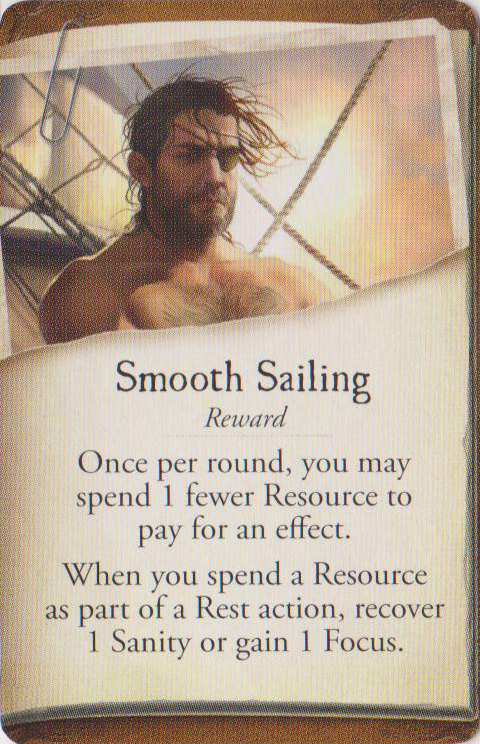 Smooth Sailing
Reward
Once per round, you may
spend 1 fewer Resource to
pay for an effect.
When you spend a Resource
as part of a Rest action, recover
1 Sanity or gain 1 Focus.